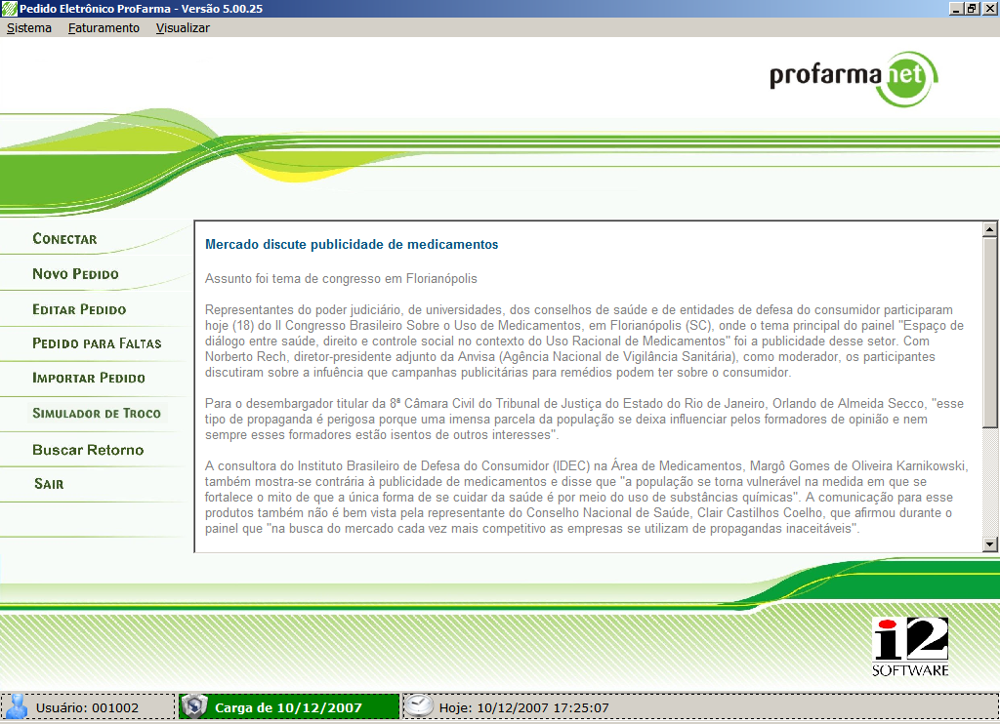 Pedido Eletrônico ProFarma - Versão 5.00.25
Sistema Faturamento Visualizar
profarma net
CONECTAR
NOVO PEDIDO
EDITAR PEDIDO
PEDIDO PARA FALTAS
IMPORTAR PEDIDO
SIMULADOR DE TROCO
Buscar Retorno
SAIR
Mercado discute publicidade de medicamentos
Assunto foi tema de congresso em Florianópolis
Representantes do poder judiciário, de universidades, dos conselhos de saúde e de entidades de defesa do consumidor participaram
hoje (18) do II Congresso Brasileiro Sobre o Uso de Medicamentos, em Florianópolis (SC), onde o tema principal do painel "Espaço de
diálogo entre saúde, direito e controle social no contexto do Uso Racional de Medicamentos" foi a publicidade desse setor. Com
Norberto Rech, diretor-presidente adjunto da Anvisa (Agência Nacional de Vigilância Sanitária), como moderador, os participantes
discutiram sobre a infuência que campanhas publicitárias para remédios podem ter sobre o consumidor.
Para o desembargador titular da 8ª Câmara Civil do Tribunal de Justiça do Estado do Rio de Janeiro, Orlando de Almeida Secco, "esse
tipo de propaganda é perigosa porque uma imensa parcela da população se deixa influenciar pelos formadores de opinião e nem
sempre esses formadores estão isentos de outros interesses".
A consultora do Instituto Brasileiro de Defesa do Consumidor (IDEC) na Área de Medicamentos, Margô Gomes de Oliveira Karnikowski,
também mostra-se contrária à publicidade de medicamentos e disse que "a população se torna vulnerável na medida em que se
fortalece o mito de que a única forma de se cuidar da saúde é por meio do uso de substâncias químicas". A comunicação para esse
produtos também não é bem vista pela representante do Conselho Nacional de Saúde, Clair Castilhos Coelho, que afirmou durante o
painel que "na busca do mercado cada vez mais competitivo as empresas se utilizam de propagandas inaceitáveis".
i2
SOFTWARE
Usuário: 001002
Carga de 10/12/2007
Hoje: 10/12/2007 17:25:07